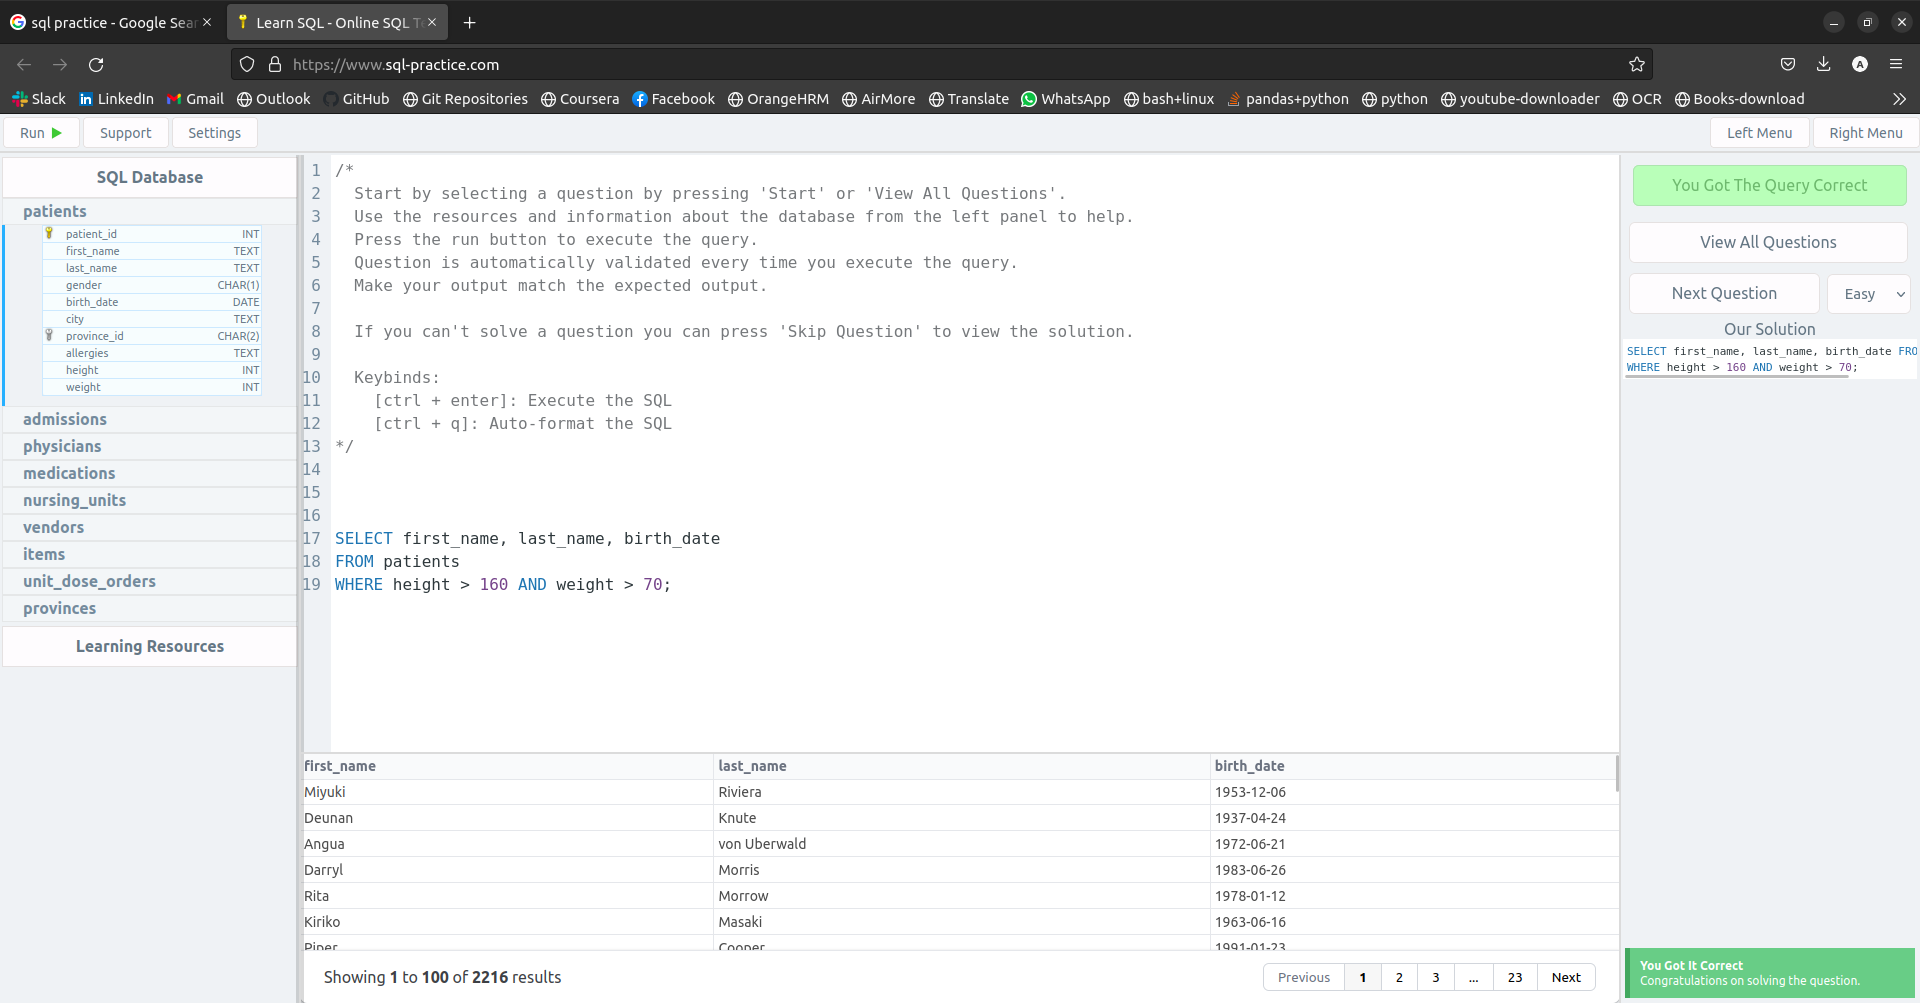 sql practice - Google Sear
Learn SQL - Online SQL Te
https://www.sql-practice.com
Slack LinkedIn Gmail Outlook GitHub Git Repositories Coursera Facebook OrangeHRM AirMore Translate WhatsApp bash+linux pandas+python python youtube-downloader OCR Books-download
Run Support Settings Left Menu Right Menu
SQL Database
patients
patient_id INT
first_name TEXT
last_name TEXT
gender CHAR(1)
birth_date DATE
city TEXT
province_id CHAR(2)
allergies TEXT
height INT
weight INT
admissions
physicians
medications
nursing_units
vendors
items
unit_dose_orders
provinces
Learning Resources
1 /*
2 Start by selecting a question by pressing 'Start' or 'View All Questions'.
3 Use the resources and information about the database from the left panel to help.
4 Press the run button to execute the query.
5 Question is automatically validated every time you execute the query.
6 Make your output match the expected output.
7
8 If you can't solve a question you can press 'Skip Question' to view the solution.
9
10 Keybinds:
11 [ctrl + enter]: Execute the SQL
12 [ctrl + q]: Auto-format the SQL
13 */
14
15
16
17 SELECT first_name, last_name, birth_date
18 FROM patients
19 WHERE height > 160 AND weight > 70;
first_name last_name birth_date
Miyuki Riviera 1953-12-06
Deunan Knute 1937-04-24
Angua von Uberwald 1972-06-21
Darryl Morris 1983-06-26
Rita Morrow 1978-01-12
Kiriko Masaki 1963-06-16
Piper Cooper 1991-01-23
Showing 1 to 100 of 2216 results
Previous 1 2 3 ... 23 Next
You Got The Query Correct
View All Questions
Next Question Easy
Our Solution
SELECT first_name, last_name, birth_date FRO
WHERE height > 160 AND weight > 70;
You Got It Correct
Congratulations on solving the question.